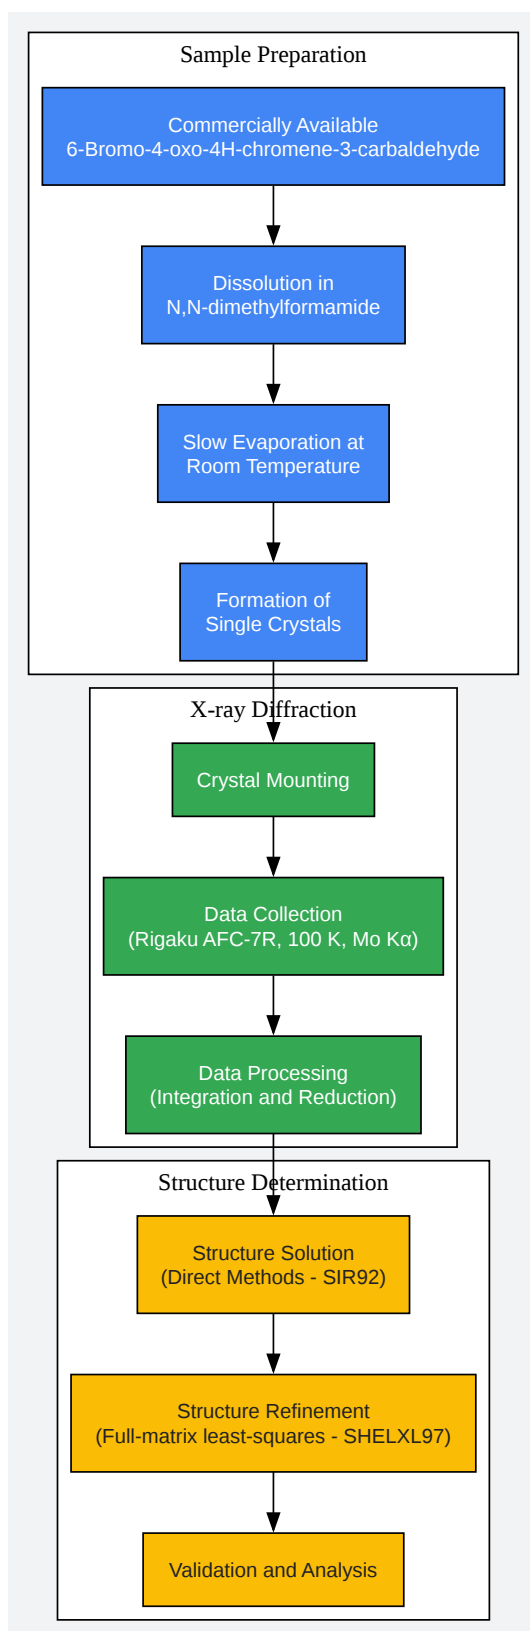 Sample Preparation
Commercially Available
6-Bromo-4-oxo-4H-chromene-3-carbaldehyde
Dissolution in
N,N-dimethylformamide
Slow Evaporation at
Room Temperature
Formation of
Single Crystals
X-ray Diffraction
Crystal Mounting
Data Collection
(Rigaku AFC-7R, 100 K, Mo Kα)
Data Processing
(Integration and Reduction)
Structure Determination
Structure Solution
(Direct Methods - SIR92)
Structure Refinement
(Full-matrix least-squares - SHELXL97)
Validation and Analysis